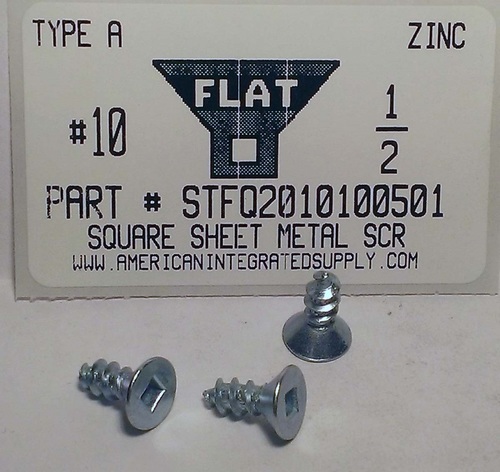 TYPE A ZINC
FLAT
#10 1/2
PART # STFQ2010100501
SQUARE SHEET METAL SCR
WWW.AMERICANINTEGRATEDSUPPLY.COM